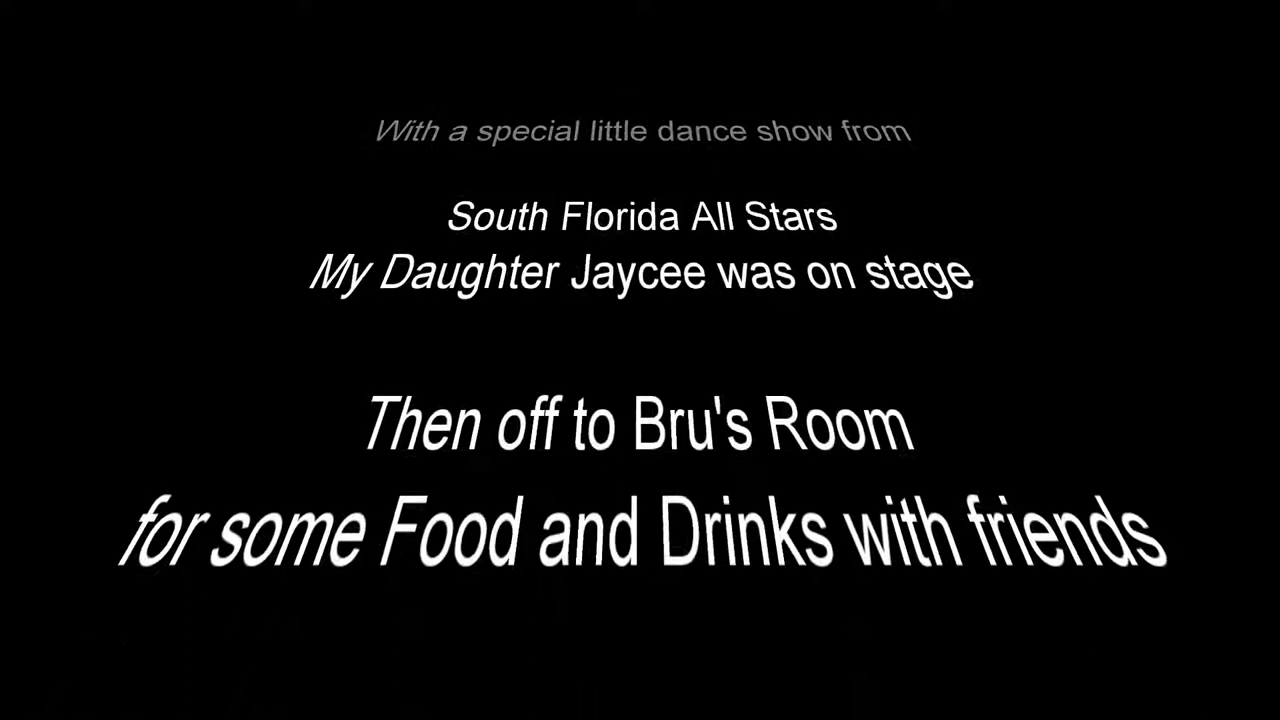 With a special little dance show from
South Florida All Stars
My Daughter Jaycee was on stage
Then off to Bru's Room
for some Food and Drinks with friends